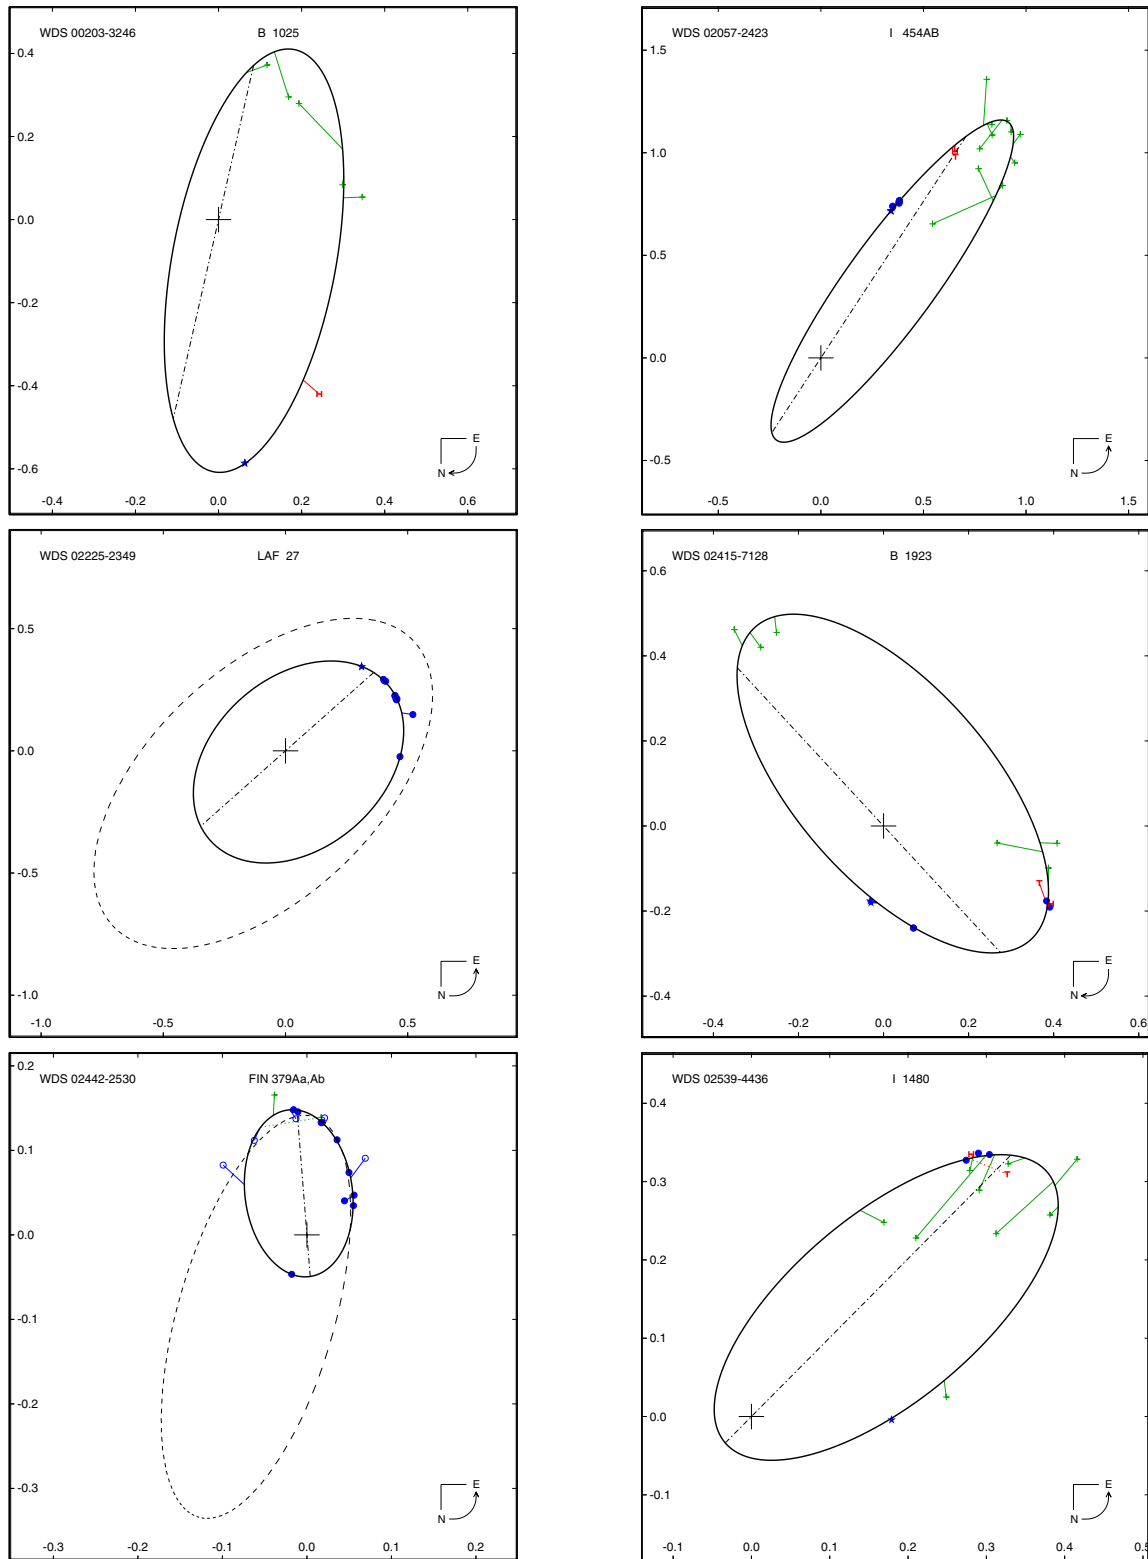 WDS 00203-3246 B 1025
0.4
0.2
0.0
-0.2
-0.4
-0.6
-0.4 -0.2 0.0 0.2 0.4 0.6
H
E
N
WDS 02057-2423 I 454AB
1.5
1.0
0.5
0.0
-0.5
-0.5 0.0 0.5 1.0 1.5
H
T
E
N
WDS 02225-2349 LAF 27
0.5
0.0
-0.5
-1.0
-1.0 -0.5 0.0 0.5
E
N
WDS 02415-7128 B 1923
0.6
0.4
0.2
0.0
-0.2
-0.4
-0.4 -0.2 0.0 0.2 0.4 0.6
T
H
E
N
WDS 02442-2530 FIN 379Aa,Ab
0.2
0.1
0.0
-0.1
-0.2
-0.3
-0.3 -0.2 -0.1 0.0 0.1 0.2
E
N
WDS 02539-4436 I 1480
0.4
0.3
0.2
0.1
0.0
-0.1
-0.1 0.0 0.1 0.2 0.3 0.4 0.5
H
T
E
N